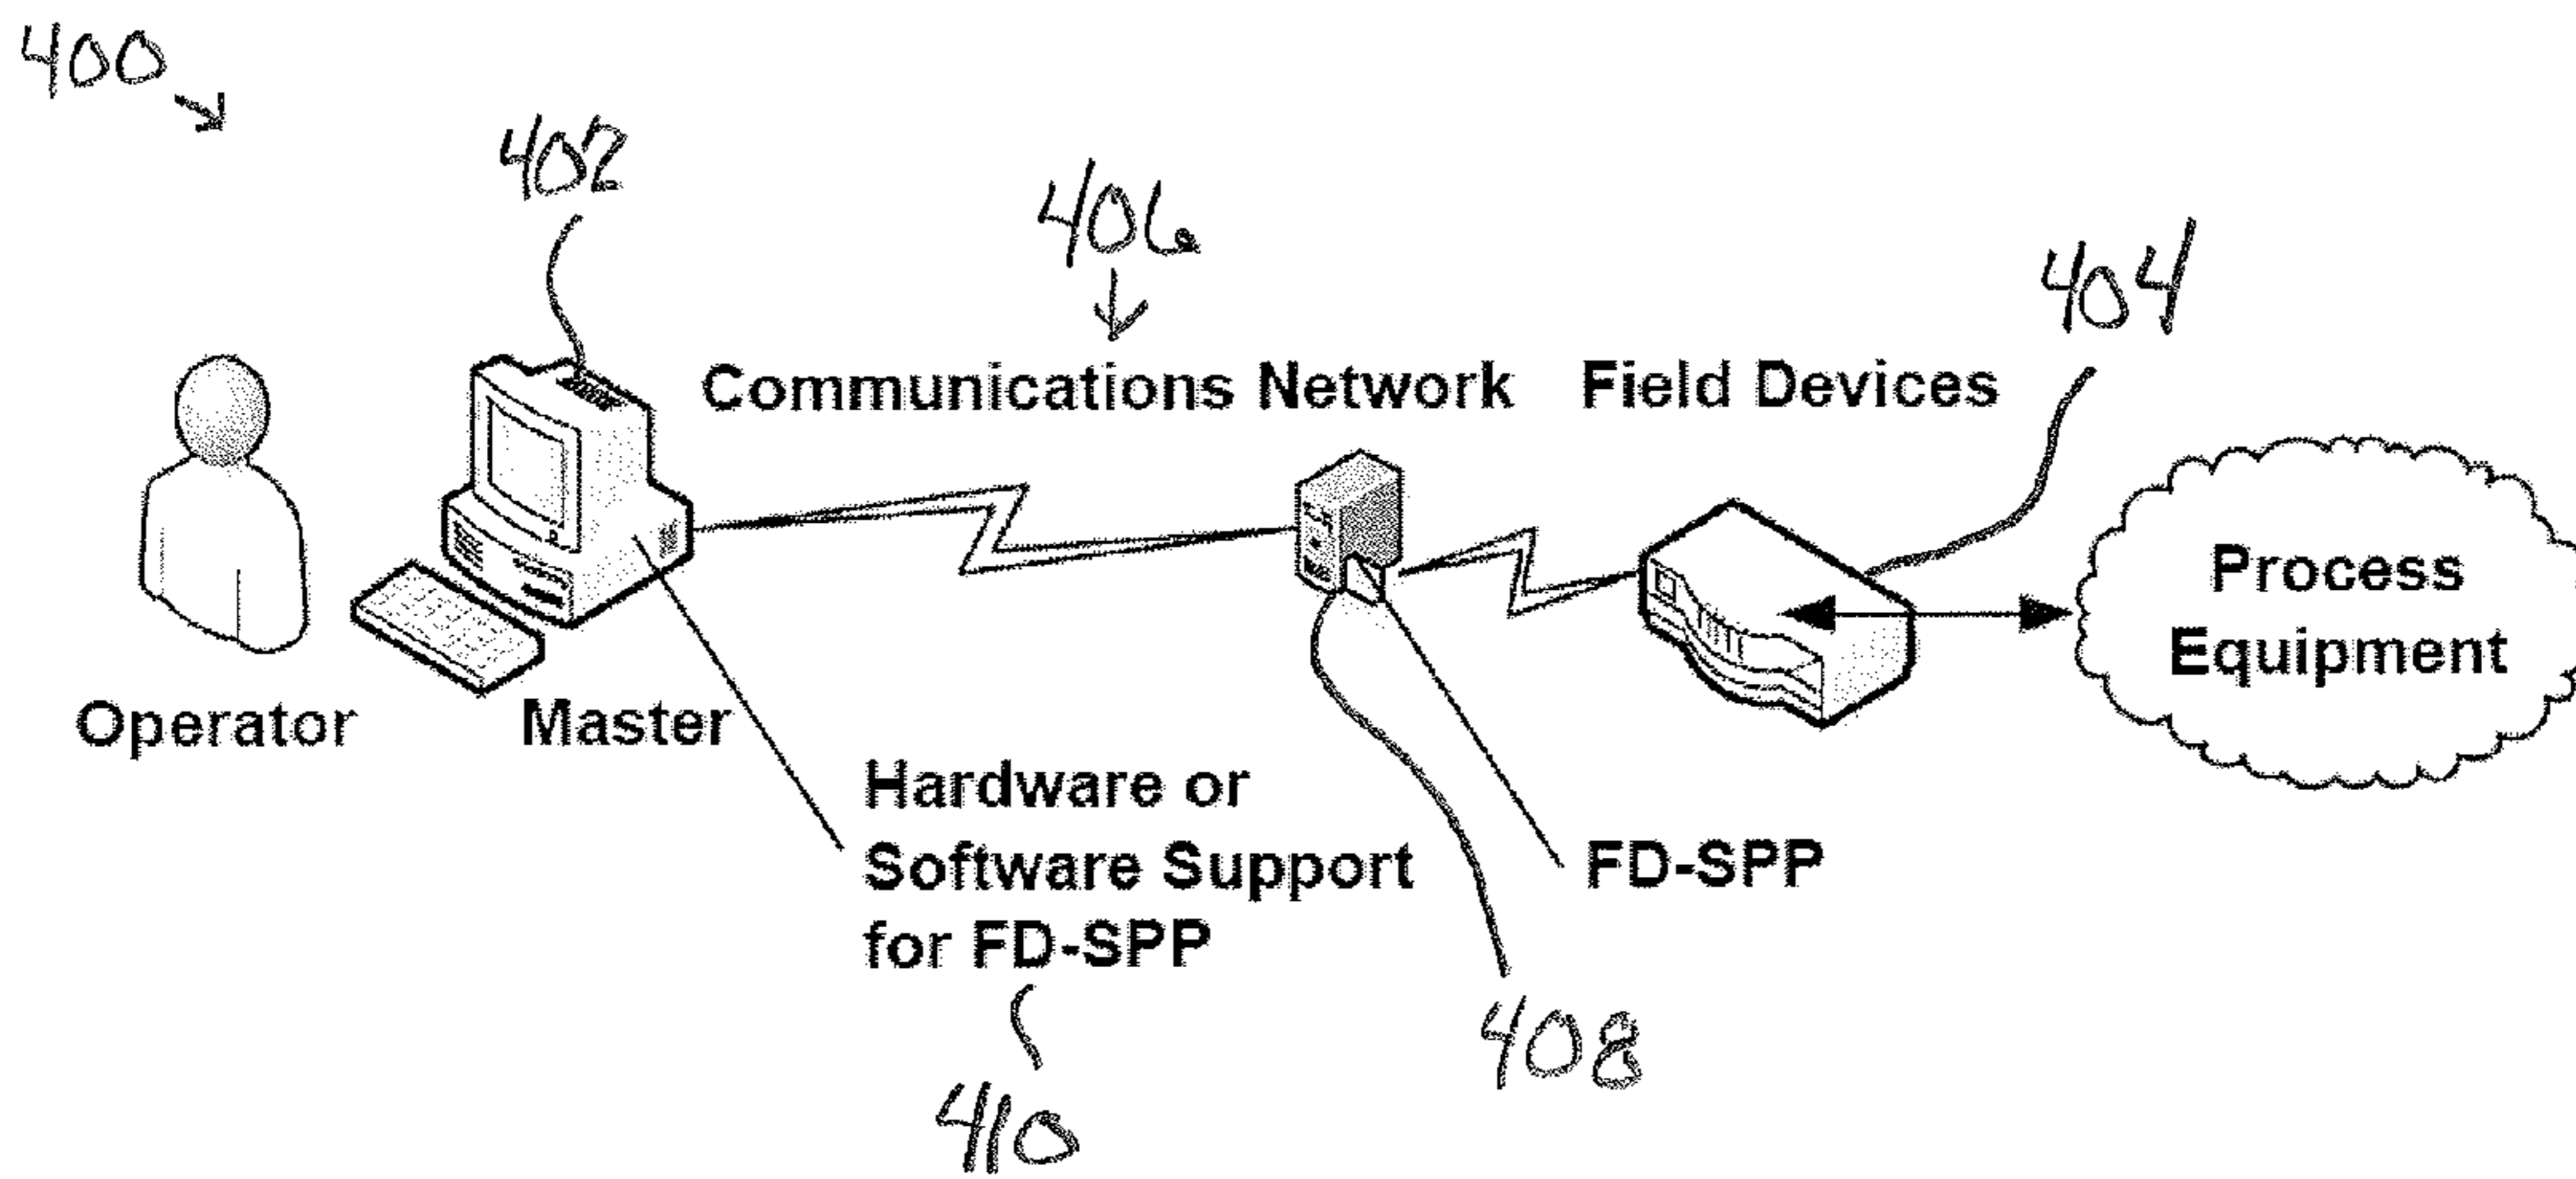 400
402
406
404
Communications Network
Field Devices
Process
Equipment
Operator
Master
Hardware or
Software Support
for FD-SPP
FD-SPP
408
410